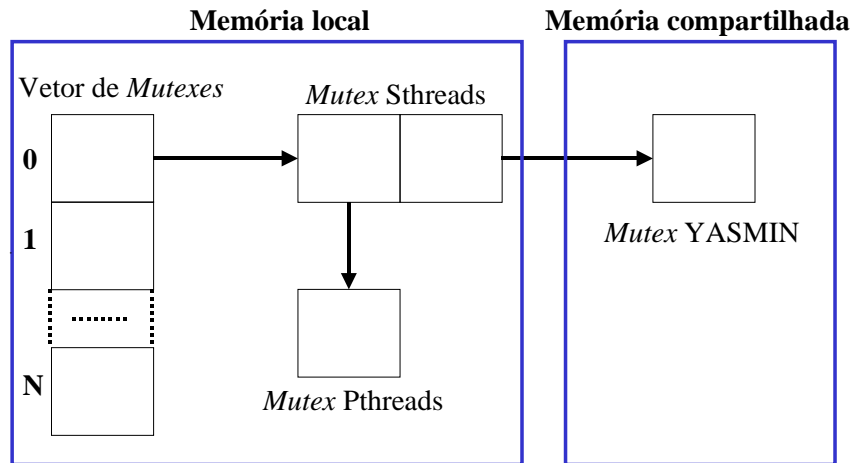 Memória local
Memória compartilhada
Vetor de Mutexes
Mutex Sthreads
0
1
Mutex YASMIN
........
N
Mutex Pthreads